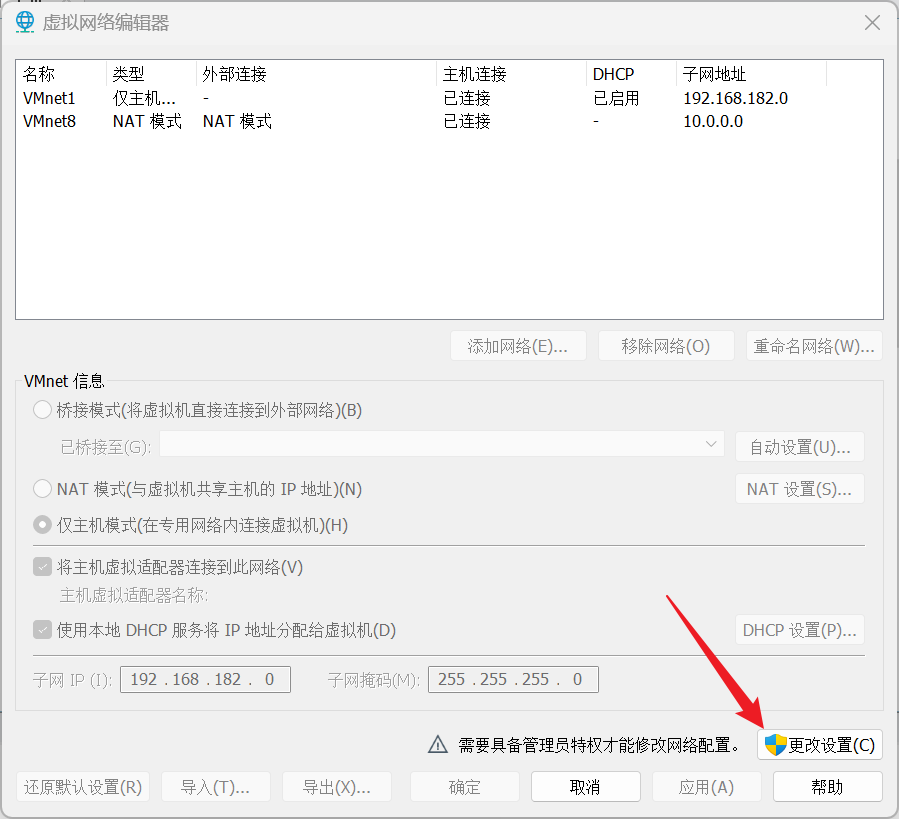 虚拟网络编辑器
名称 类型 外部连接 主机连接 DHCP 子网地址
VMnet1 仅主机... - 已连接 已启用 192.168.182.0
VMnet8 NAT 模式 NAT 模式 已连接 - 10.0.0.0
添加网络(E)... 移除网络(O) 重命名网络(W)...
VMnet 信息
桥接模式(将虚拟机直接连接到外部网络)(B)
已桥接至(G): 自动设置(U)...
NAT 模式(与虚拟机共享主机的 IP 地址)(N) NAT 设置(S)...
仅主机模式(在专用网络内连接虚拟机)(H)
将主机虚拟适配器连接到此网络(V)
主机虚拟适配器名称:
使用本地 DHCP 服务将 IP 地址分配给虚拟机(D) DHCP 设置(P)...
子网 IP (I): 192 . 168 . 182 . 0 子网掩码(M): 255 . 255 . 255 . 0
需要具备管理员特权才能修改网络配置。 更改设置(C)
还原默认设置(R) 导入(T)... 导出(X)... 确定 取消 应用(A) 帮助